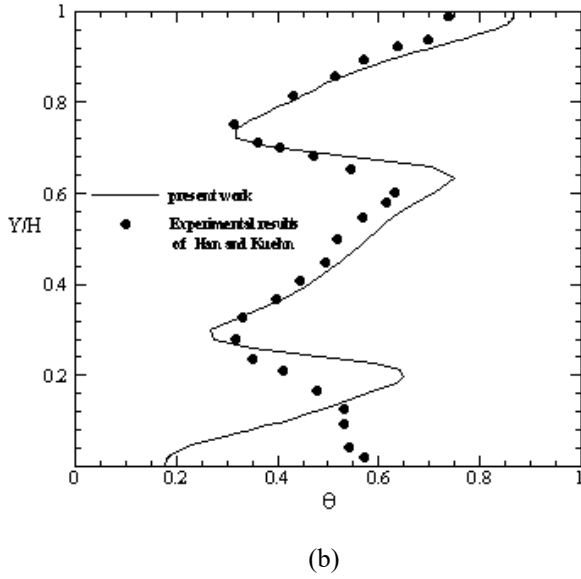 1
0.8
present work
0.6
Y/H
Experimental results
of Han and Kuehn
0.4
0.2
0 0.2 0.4 0.6 0.8 1
Θ
(b)